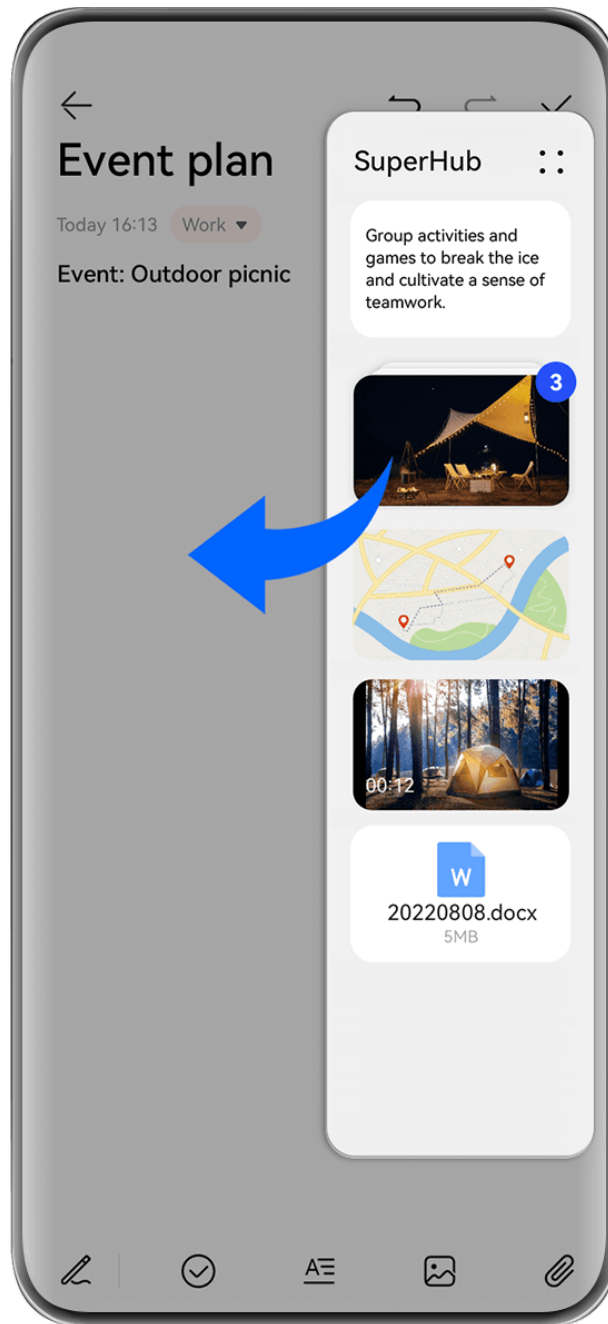 Event plan
Today 16:13 Work
Event: Outdoor picnic
SuperHub
Group activities and
games to break the ice
and cultivate a sense of
teamwork.
3
00:12
W
20220808.docx
5MB
A